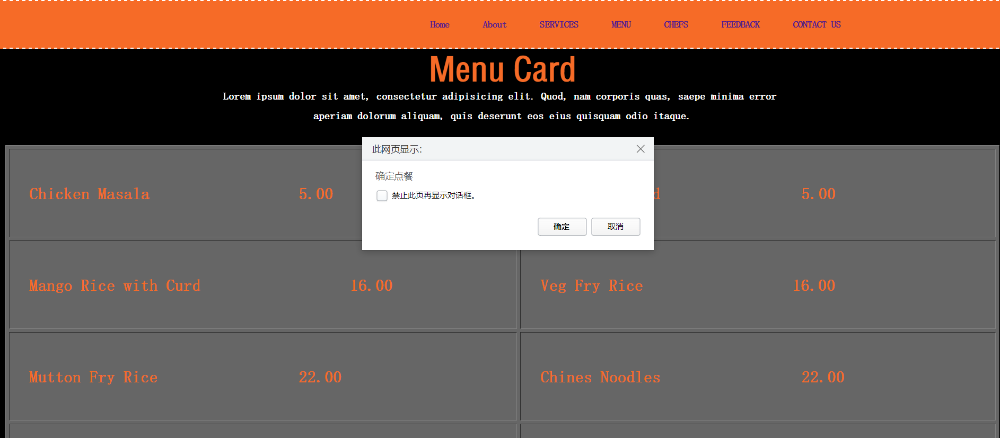 Home About SERVICES MENU CHEFS FEEDBACK CONTACT US
Menu Card
Lorem ipsum dolor sit amet, consectetur adipisicing elit. Quod, nam corporis quas, saepe minima error
aperiam dolorum aliquam, quis deserunt eos eius quisquam odio itaque.
此网页显示:
确定点餐
禁止此页再显示对话框。
确定 取消
Chicken Masala 5.00 5.00
Mango Rice with Curd 16.00 Veg Fry Rice 16.00
Mutton Fry Rice 22.00 Chines Noodles 22.00